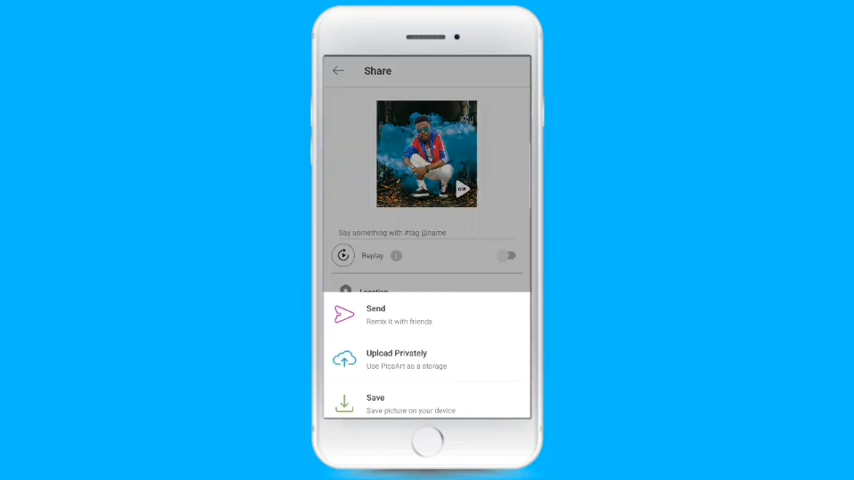 Share
GIF
Say something with #tag @name
Replay
Location
Send
Remix it with friends
Upload Privately
Use PicsArt as a storage
Save
Save picture on your device